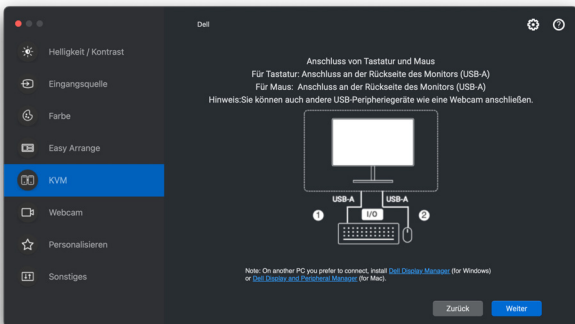 Dell
Helligkeit / Kontrast
Eingangsquelle
Farbe
Easy Arrange
KVM
Webcam
Personalisieren
Sonstiges
Anschluss von Tastatur und Maus
Für Tastatur: Anschluss an der Rückseite des Monitors (USB-A)
Für Maus: Anschluss an der Rückseite des Monitors (USB-A)
Hinweis:Sie können auch andere USB-Peripheriegeräte wie eine Webcam anschließen.
USB-A USB-A
1 I/O 2
Note: On another PC you prefer to connect, install Dell Display Manager (for Windows)
or Dell Display and Peripheral Manager (for Mac).
Zurück Weiter